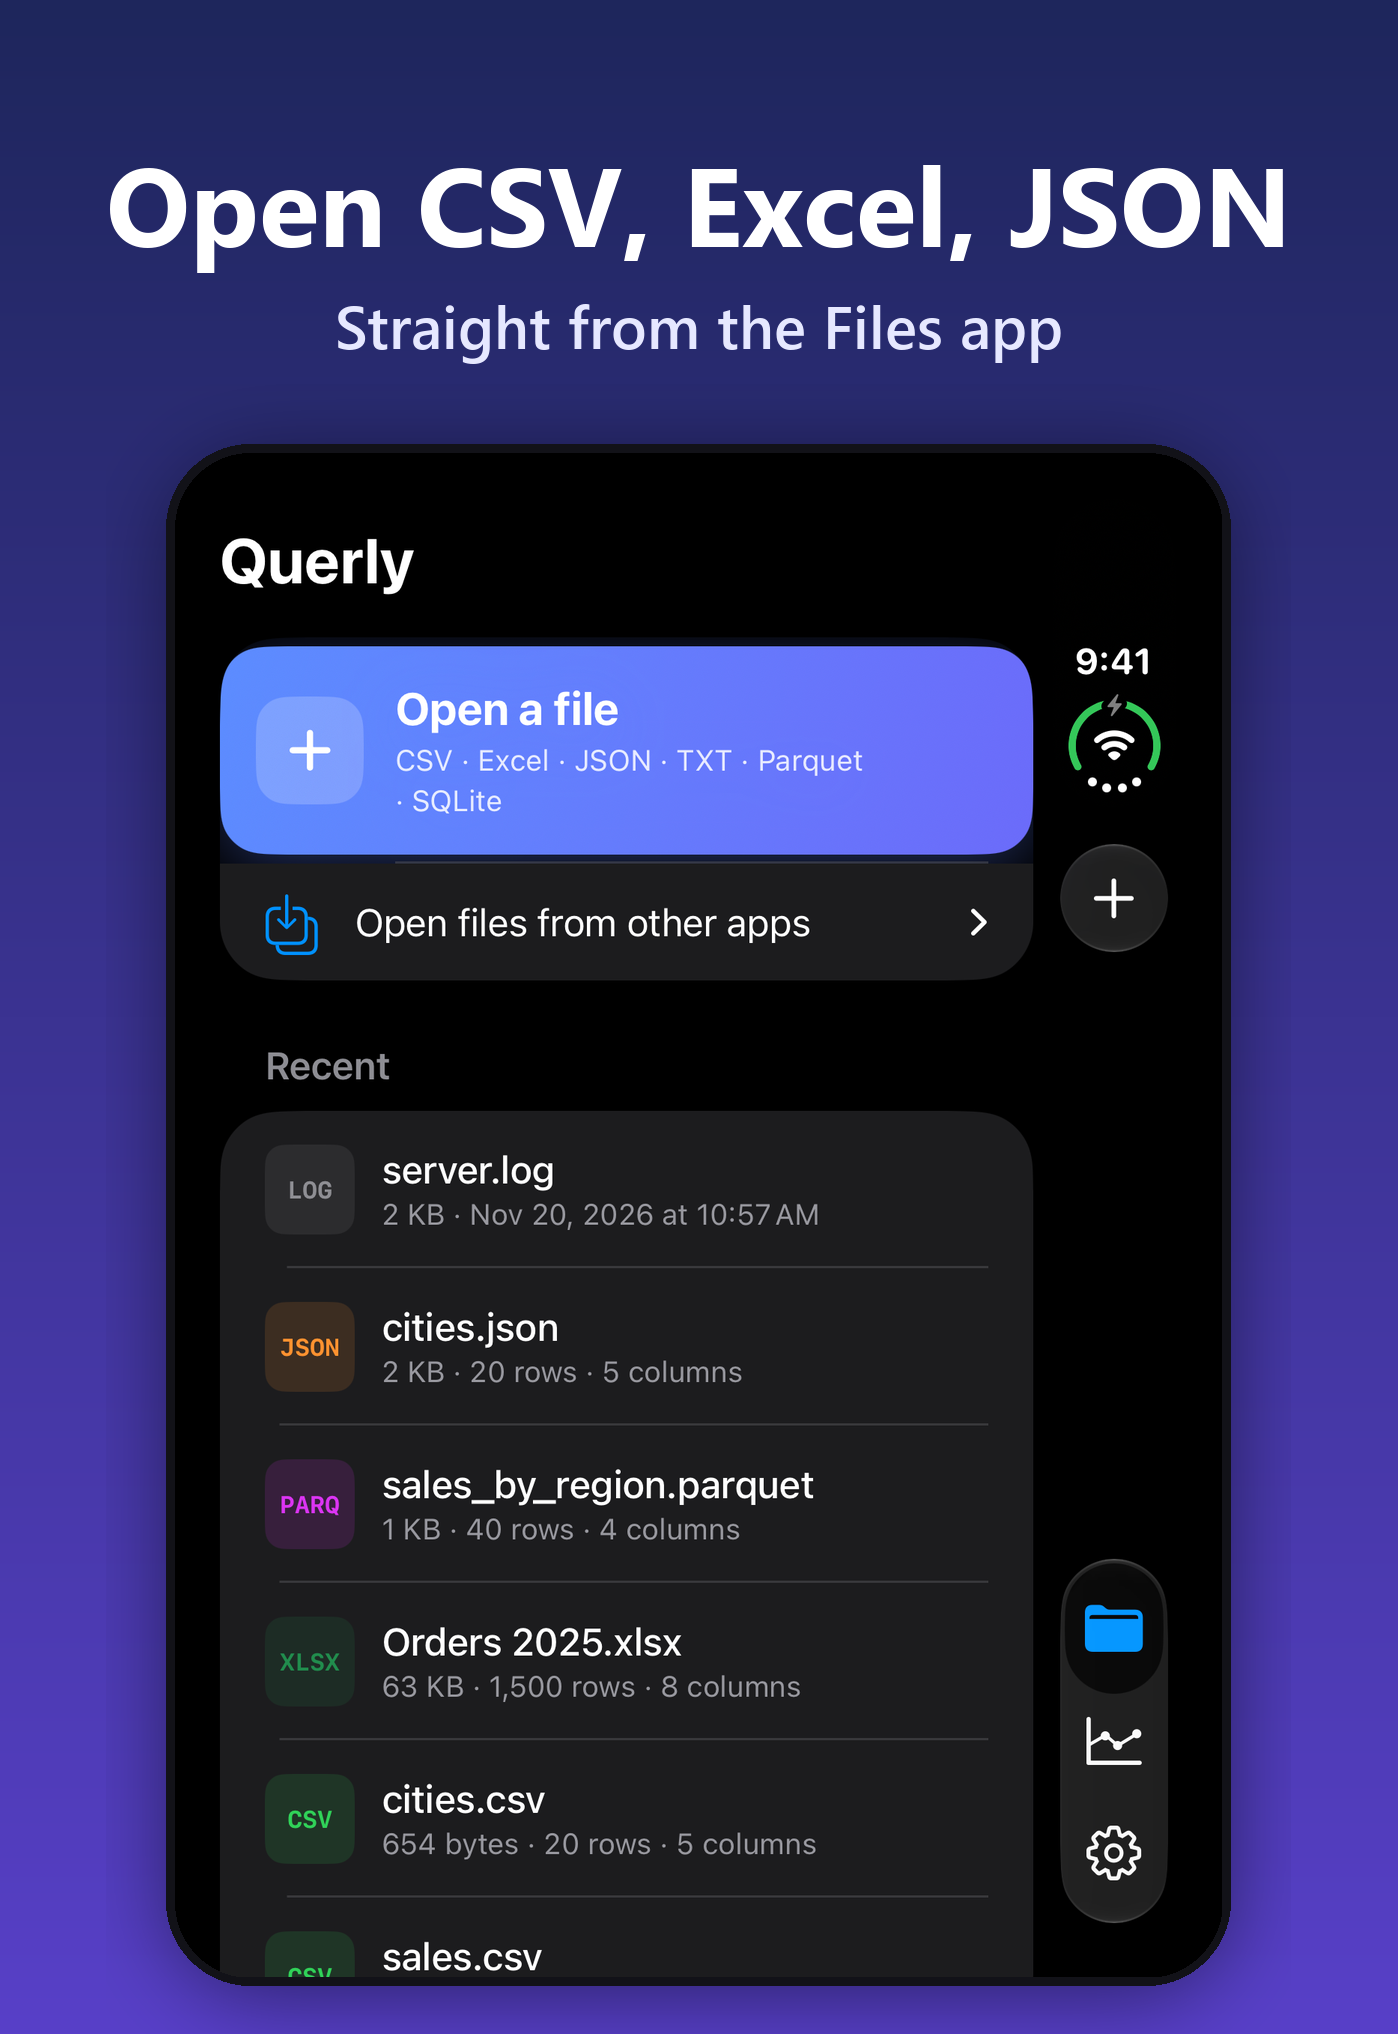 Open CSV, Excel, JSON
Straight from the Files app
Querly
9:41
Open a file
CSV · Excel · JSON · TXT · Parquet
· SQLite
Open files from other apps
Recent
LOG
server.log
2 KB · Nov 20, 2026 at 10:57 AM
JSON
cities.json
2 KB · 20 rows · 5 columns
PARQ
sales_by_region.parquet
1 KB · 40 rows · 4 columns
XLSX
Orders 2025.xlsx
63 KB · 1,500 rows · 8 columns
CSV
cities.csv
654 bytes · 20 rows · 5 columns
CSV
sales.csv